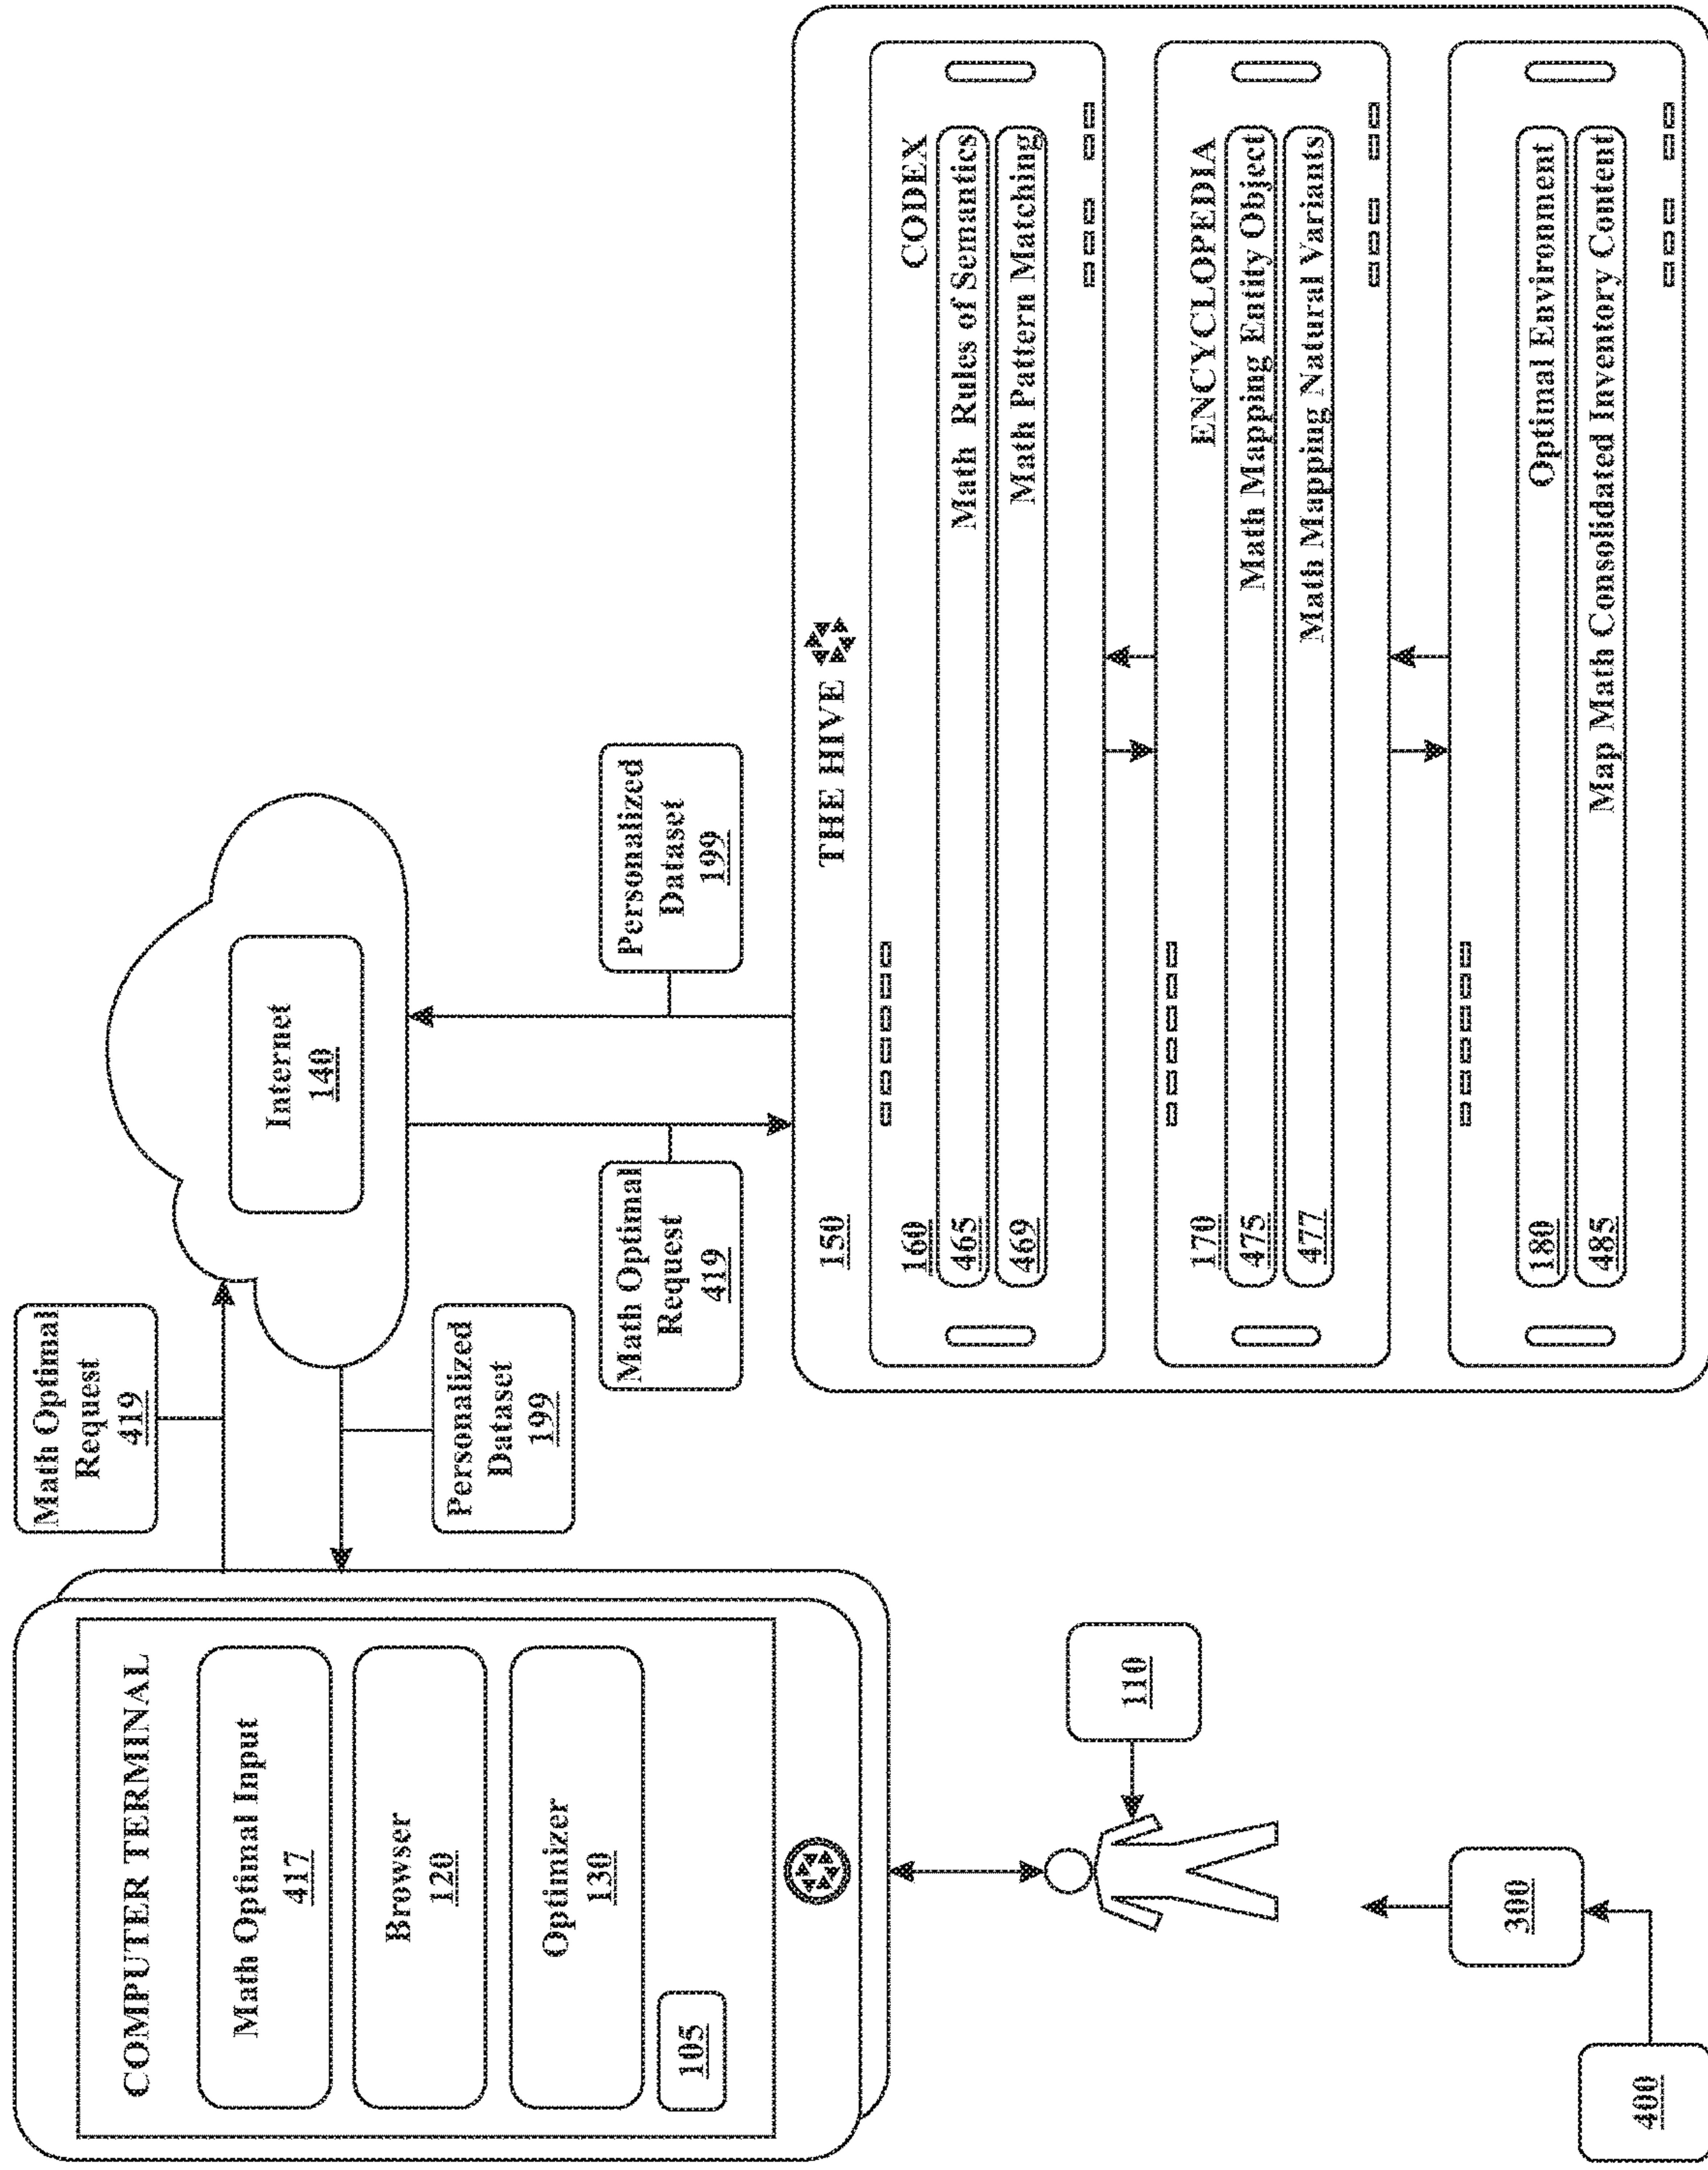 COMPUTER TERMINAL
Math Optimal Input
417
Browser
120
Optimizer
130
105
Math Optimal
Request
419
Personalized
Dataset
199
Internet
140
Math Optimal
Request
419
Personalized
Dataset
199
110
300
400
150 THE HIVE
160 CODEX
465 Math Rules of Semantics
469 Math Pattern Matching
170 ENCYCLOPEDIA
475 Math Mapping Entity Object
477 Math Mapping Natural Variants
180 Optimal Environment
485 Map Math Consolidated Inventory Content